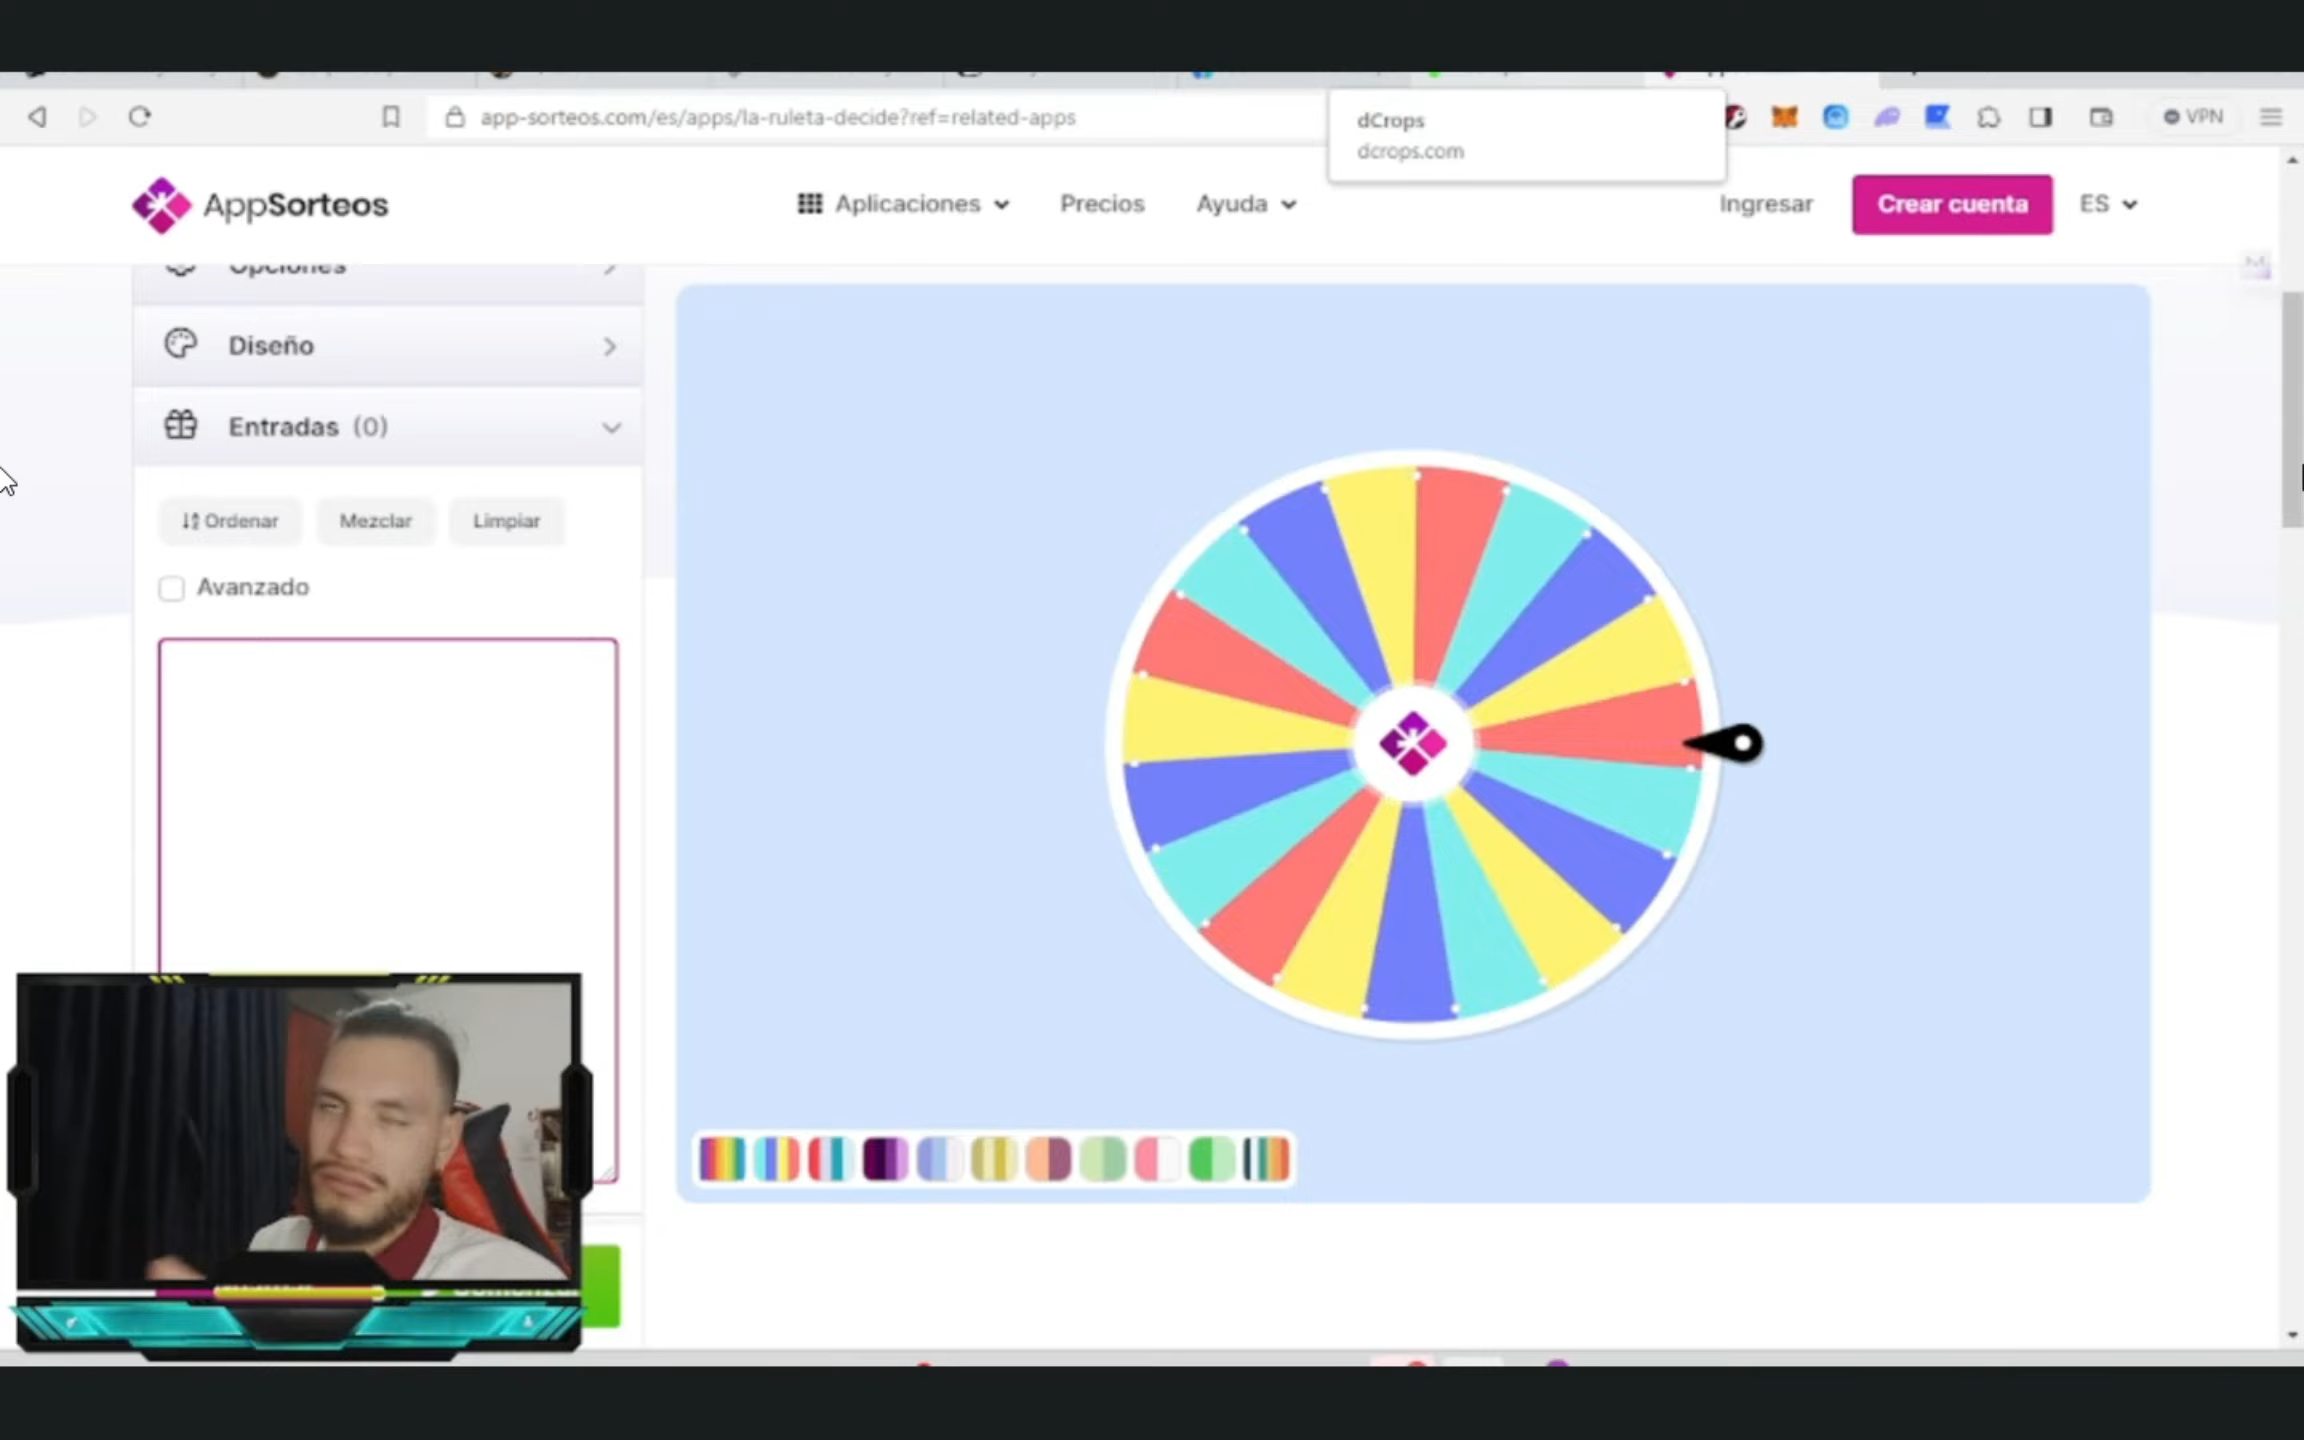 app-sorteos.com/es/apps/la-ruleta-decide?ref=related-apps
dCrops
dcrops.com
VPN
AppSorteos
Aplicaciones
Precios
Ayuda
Ingresar
Crear cuenta
ES
Opciones
Diseño
Entradas (0)
Ordenar
Mezclar
Limpiar
Avanzado